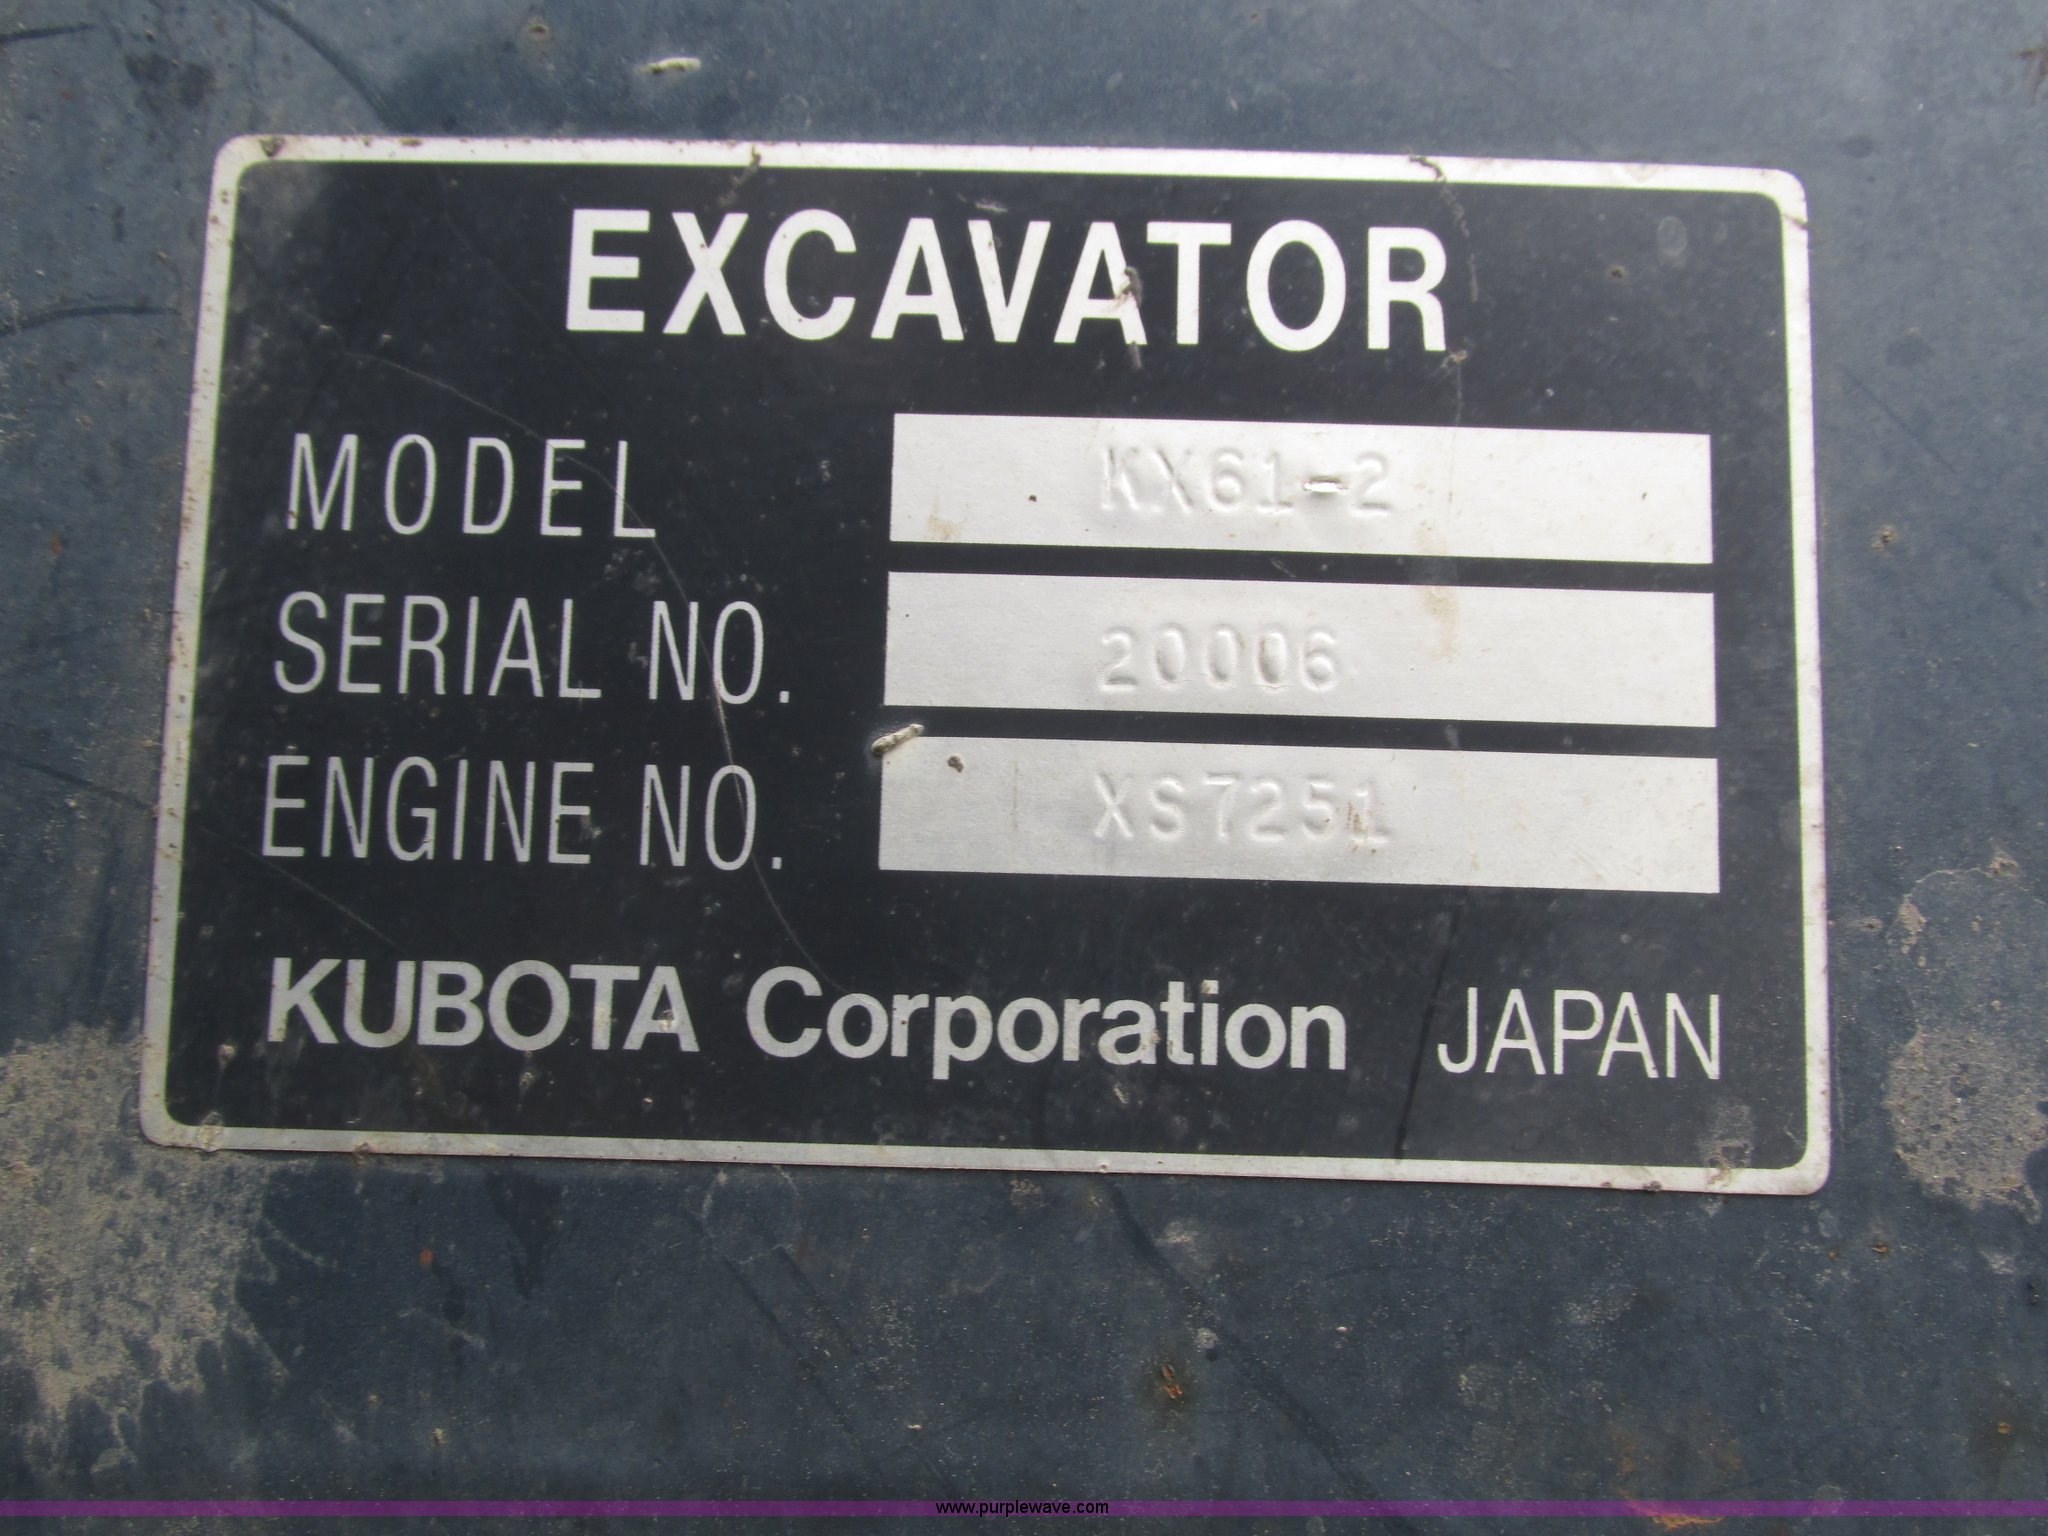 EXCAVATOR
MODEL KX61-2
SERIAL NO. 20006
ENGINE NO. XS7251
KUBOTA Corporation JAPAN
www.purplewave.com